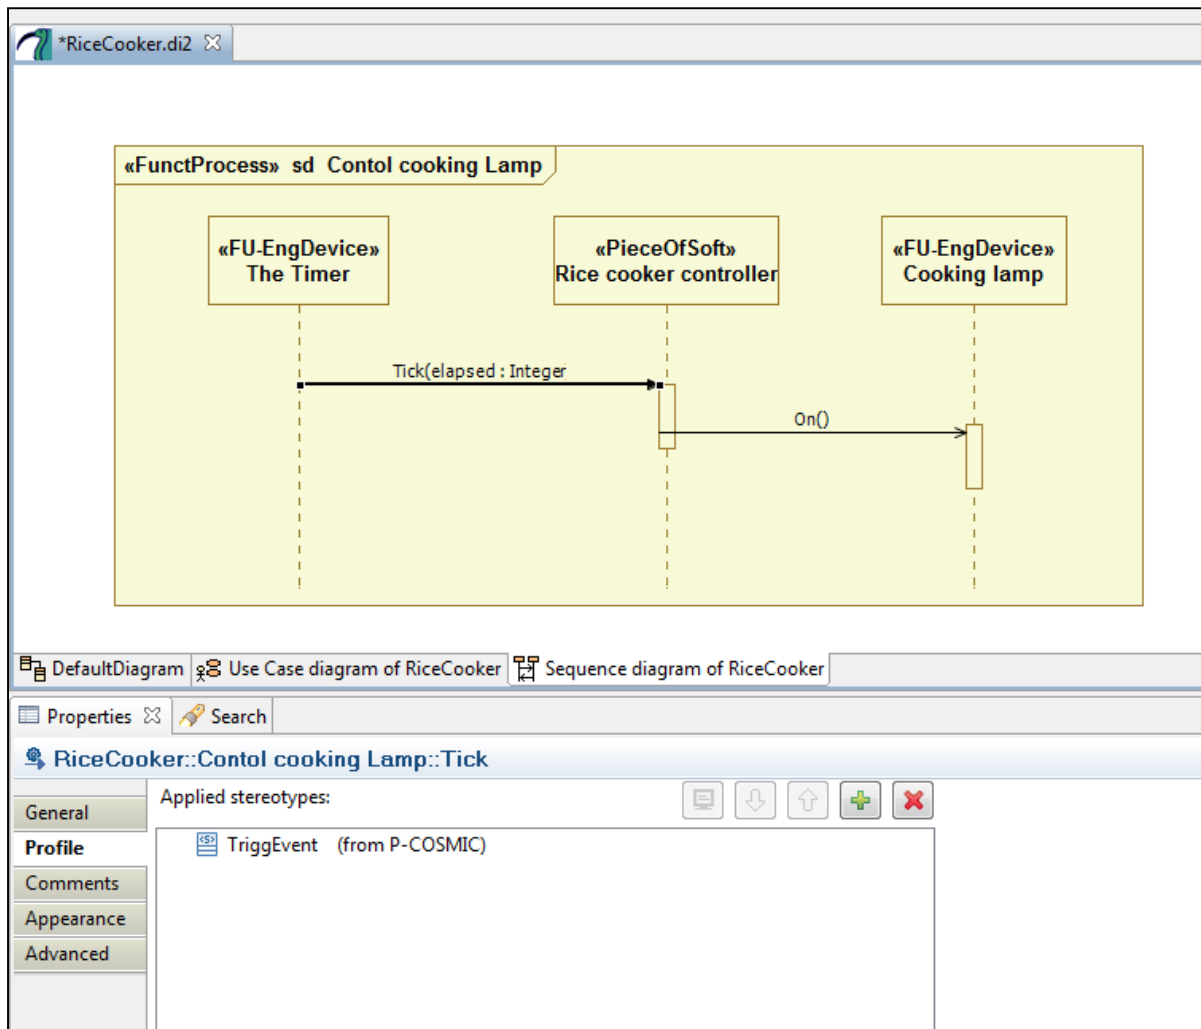 *RiceCooker.di2
«FunctProcess» sd Contol cooking Lamp
«FU-EngDevice»
The Timer
«PieceOfSoft»
Rice cooker controller
«FU-EngDevice»
Cooking lamp
Tick(elapsed : Integer
On()
DefaultDiagram Use Case diagram of RiceCooker Sequence diagram of RiceCooker
Properties Search
RiceCooker::Contol cooking Lamp::Tick
Applied stereotypes:
General
Profile
Comments
Appearance
Advanced
<S> TriggEvent (from P-COSMIC)